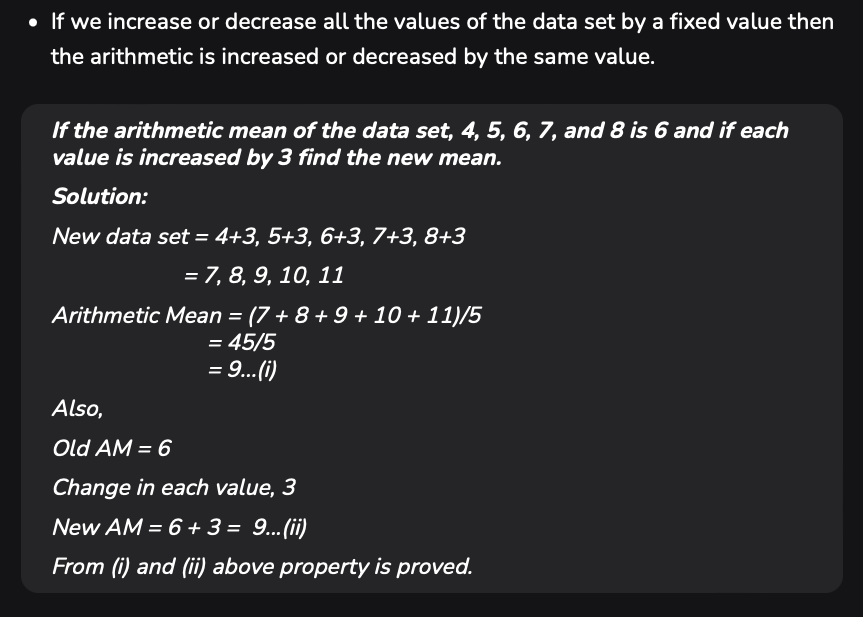 • If we increase or decrease all the values of the data set by a fixed value then
the arithmetic is increased or decreased by the same value.
If the arithmetic mean of the data set, 4, 5, 6, 7, and 8 is 6 and if each
value is increased by 3 find the new mean.
Solution:
New data set = 4+3, 5+3, 6+3, 7+3, 8+3
= 7, 8, 9, 10, 11
Arithmetic Mean = (7 + 8 + 9 + 10 + 11)/5
= 45/5
= 9...(i)
Also,
Old AM = 6
Change in each value, 3
New AM = 6 + 3 = 9...(ii)
From (i) and (ii) above property is proved.